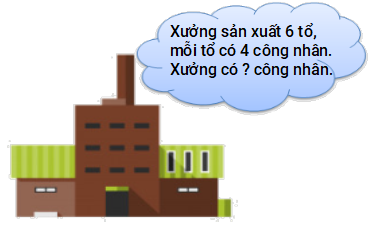 Xưởng sản xuất 6 tổ,
mỗi tổ có 4 công nhân.
Xưởng có ? công nhân.